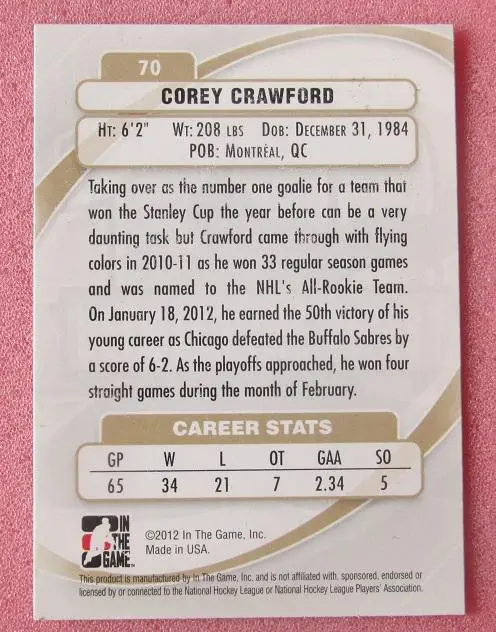 70
COREY CRAWFORD
HT: 6'2" WT: 208 LBS DOB: DECEMBER 31, 1984
POB: MONTRÉAL, QC
Taking over as the number one goalie for a team that
won the Stanley Cup the year before can be a very
daunting task but Crawford came through with flying
colors in 2010-11 as he won 33 regular season games
and was named to the NHL's All-Rookie Team.
On January 18, 2012, he earned the 50th victory of his
young career as Chicago defeated the Buffalo Sabres by
a score of 6-2. As the playoffs approached, he won four
straight games during the month of February.
CAREER STATS
GP W L OT GAA SO
65 34 21 7 2.34 5
IN
THE
GAME
©2012 In The Game, Inc.
Made in USA.
This product is manufactured by In The Game, Inc. and is not affiliated with, sponsored, endorsed or
licensed by or connected to the National Hockey League or National Hockey League Players' Association.